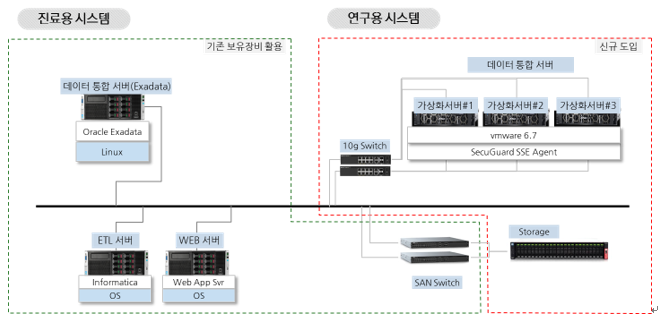 진료용 시스템
연구용 시스템
기존 보유장비 활용
신규 도입
데이터 통합 서버(Exadata)
Oracle Exadata
Linux
데이터 통합 서버
가상화서버#1
가상화서버#2
가상화서버#3
vmware 6.7
SecuGuard SSE Agent
10g Switch
ETL 서버
Informatica
OS
WEB 서버
Web App Svr
OS
SAN Switch
Storage